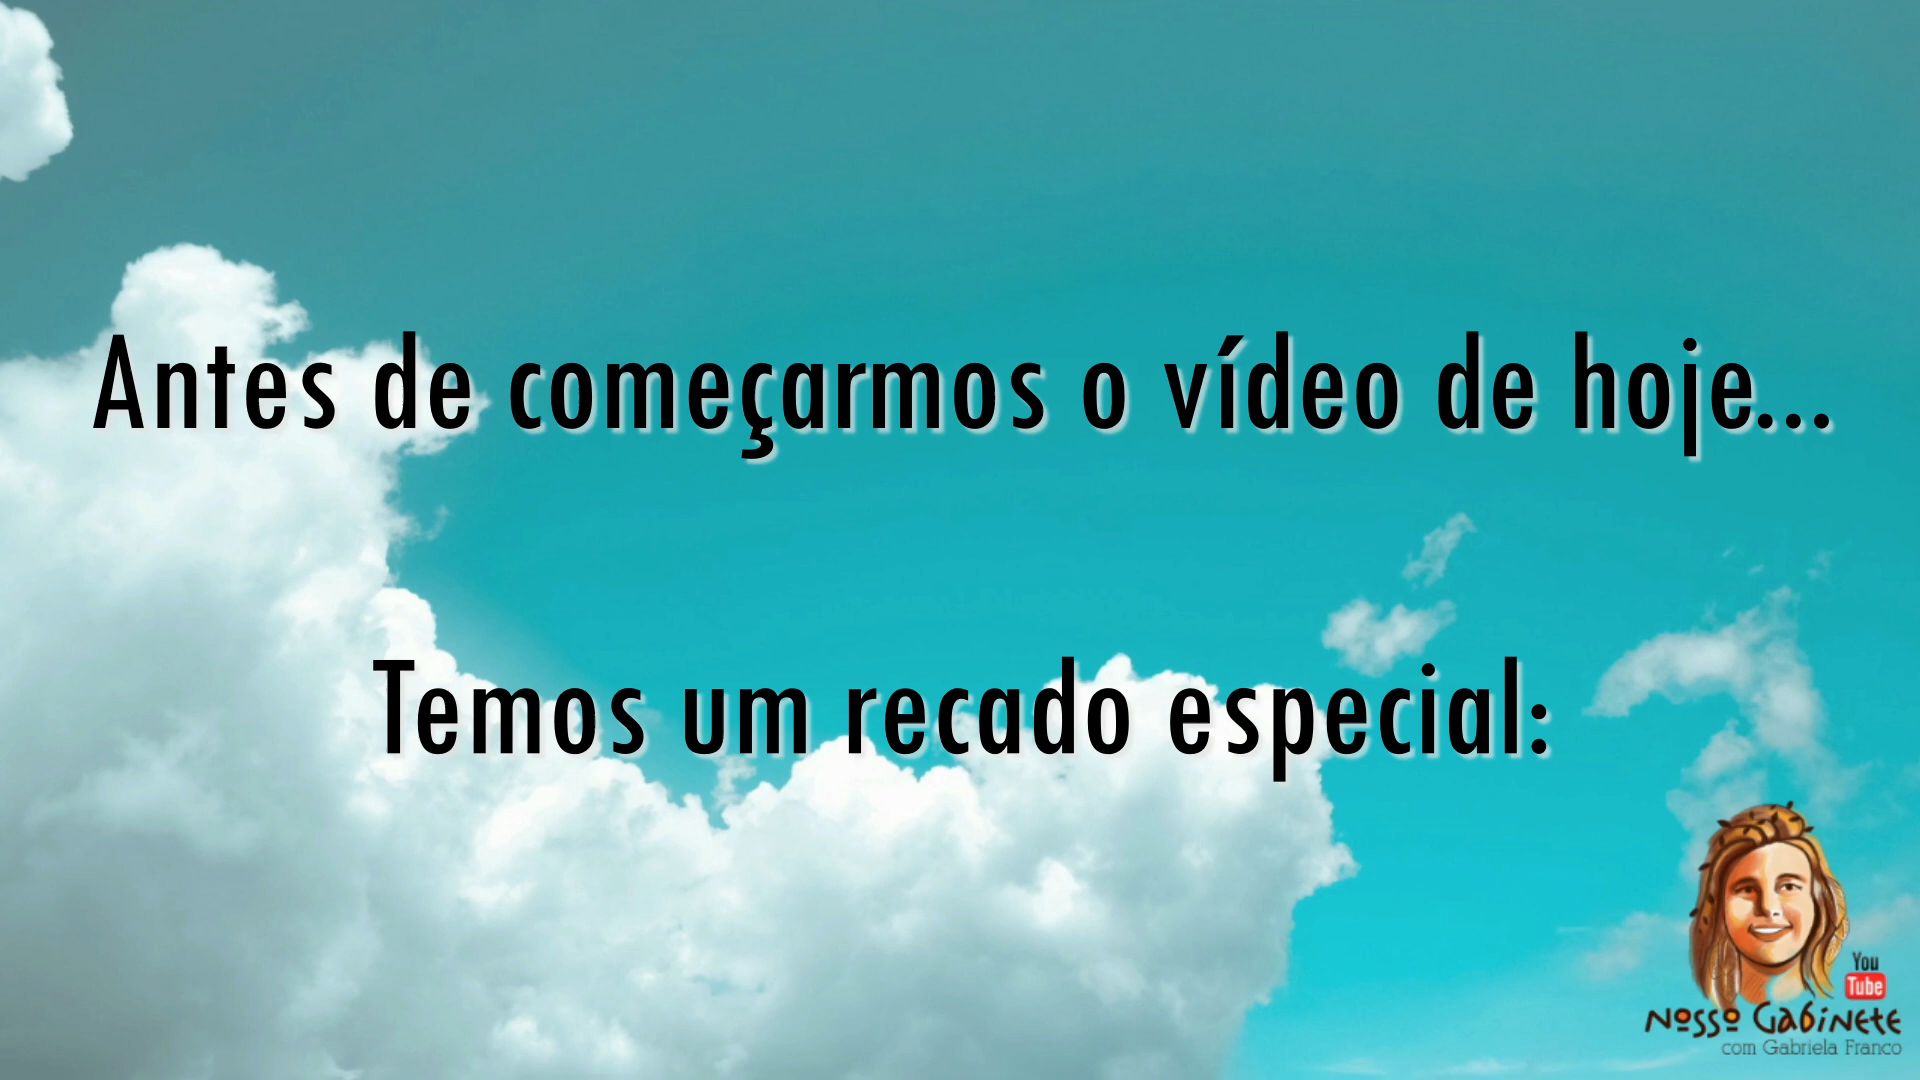 Antes de começarmos o vídeo de hoje...
Temos um recado especial:
You
Tube
Nosso Gabinete
com Gabriela Franco